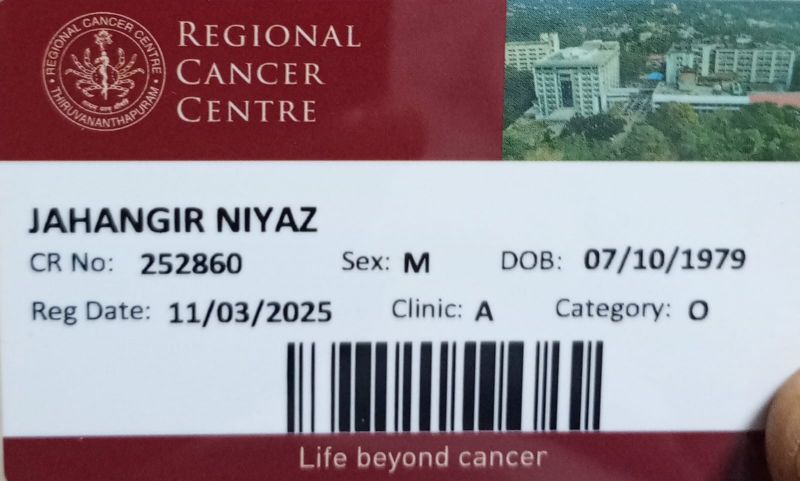 REGIONAL CANCER CENTRE
THIRUVANANTHAPURAM
REGIONAL
CANCER
CENTRE
JAHANGIR NIYAZ
CR No: 252860 Sex: M DOB: 07/10/1979
Reg Date: 11/03/2025 Clinic: A Category: O
Life beyond cancer